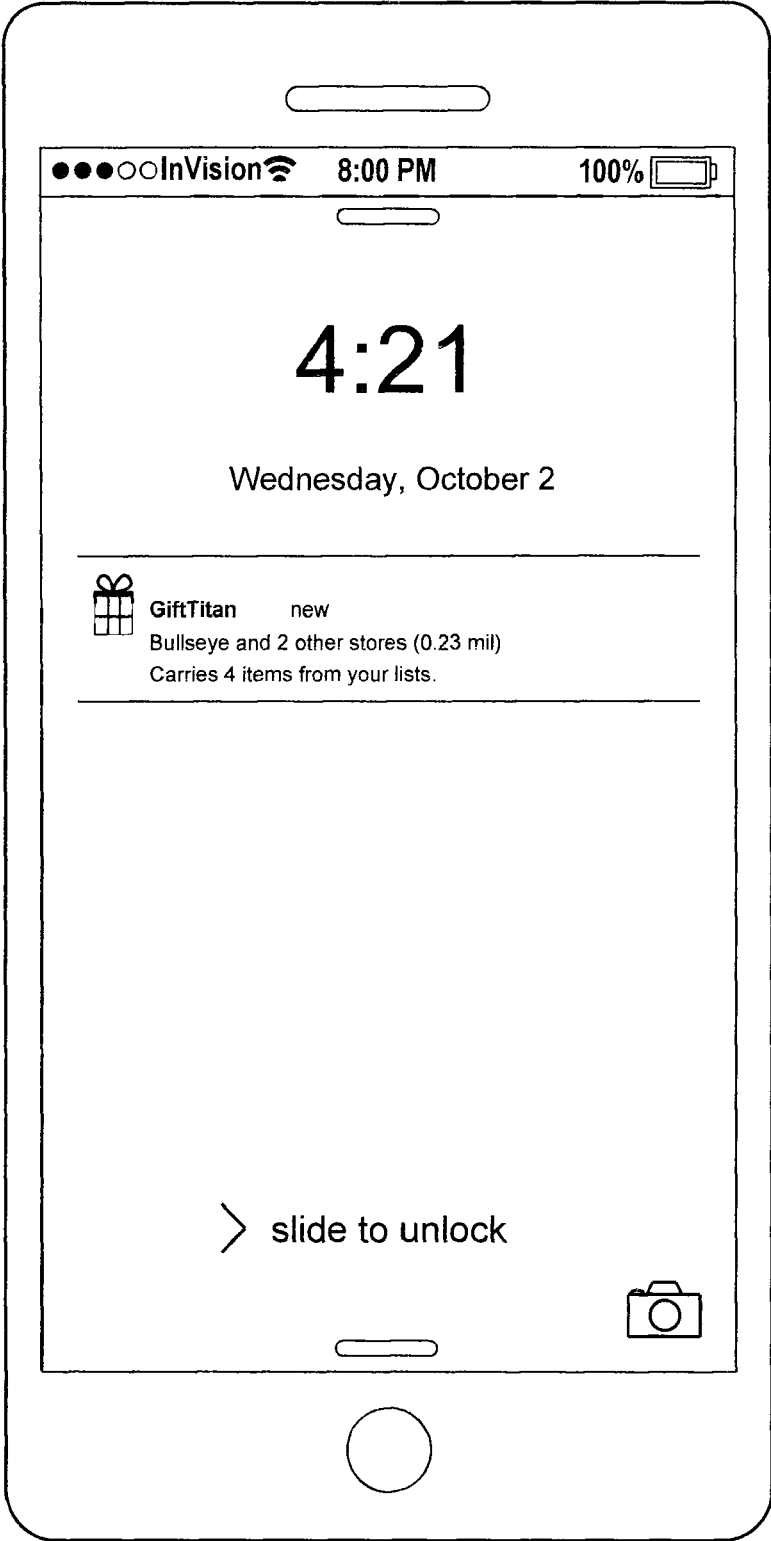 InVision 8:00 PM 100%
4:21
Wednesday, October 2
GiftTitan new
Bullseye and 2 other stores (0.23 mil)
Carries 4 items from your lists.
slide to unlock